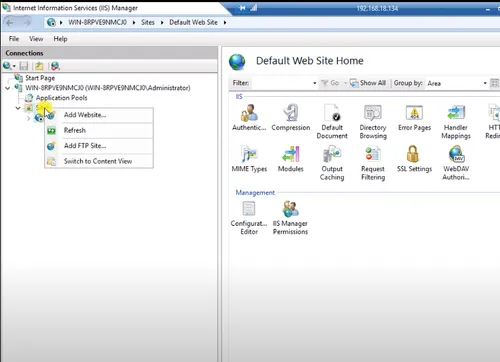 Internet Information Services (IIS) Manager
192.168.18.134
WIN-8RPVE9NMCJ0
Sites
Default Web Site
File View Help
Connections
Start Page
WIN-8RPVE9NMCJ0 (WIN-8RPVE9NMCJ0\Administrator)
Application Pools
Add Website...
Refresh
Add FTP Site...
Switch to Content View
Default Web Site Home
Filter: Go Show All Group by: Area
IIS
Authentic... Compression Default Document Directory Browsing Error Pages Handler Mappings HTT Redire
MIME Types Modules Output Caching Request Filtering SSL Settings WebDAV Authori...
Management
Configurat... Editor IIS Manager Permissions